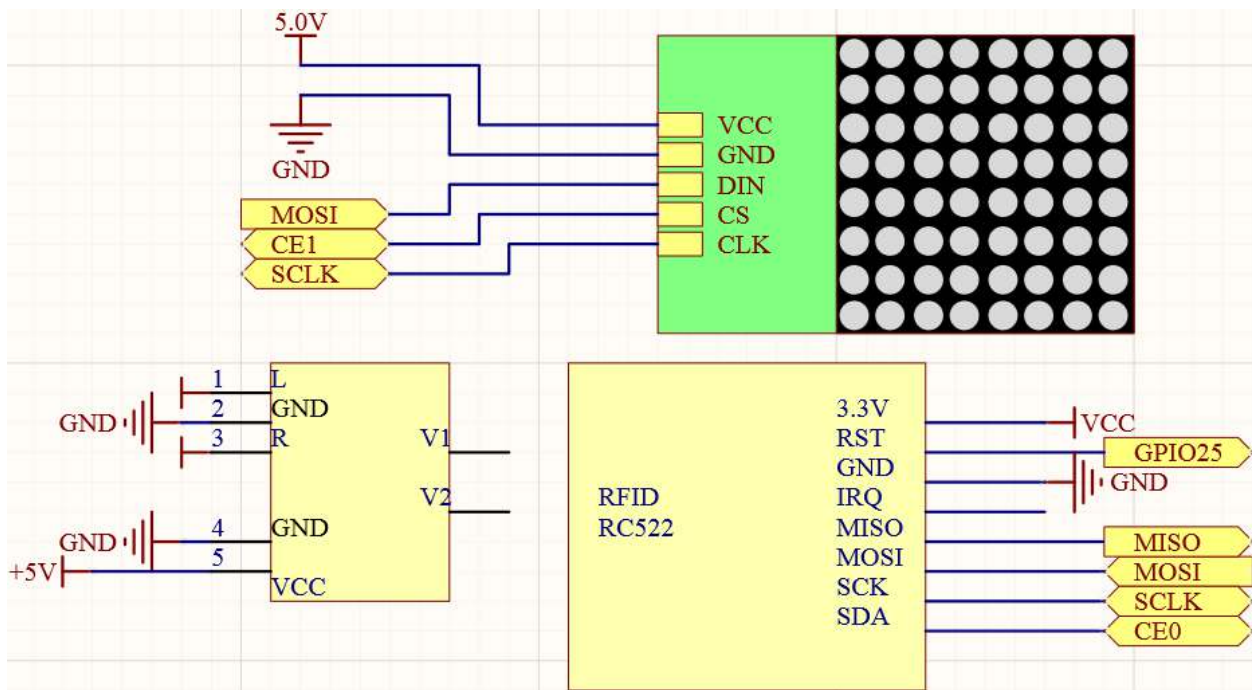 5.0V
GND
VCC
GND
DIN
CS
CLK
MOSI
CE1
SCLK
1 L
GND 2 GND
3 R
V1
V2
GND 4 GND
+5V 5 VCC
RFID
RC522
3.3V VCC
RST GPIO25
GND GND
IRQ
MISO MISO
MOSI MOSI
SCK SCLK
SDA CE0